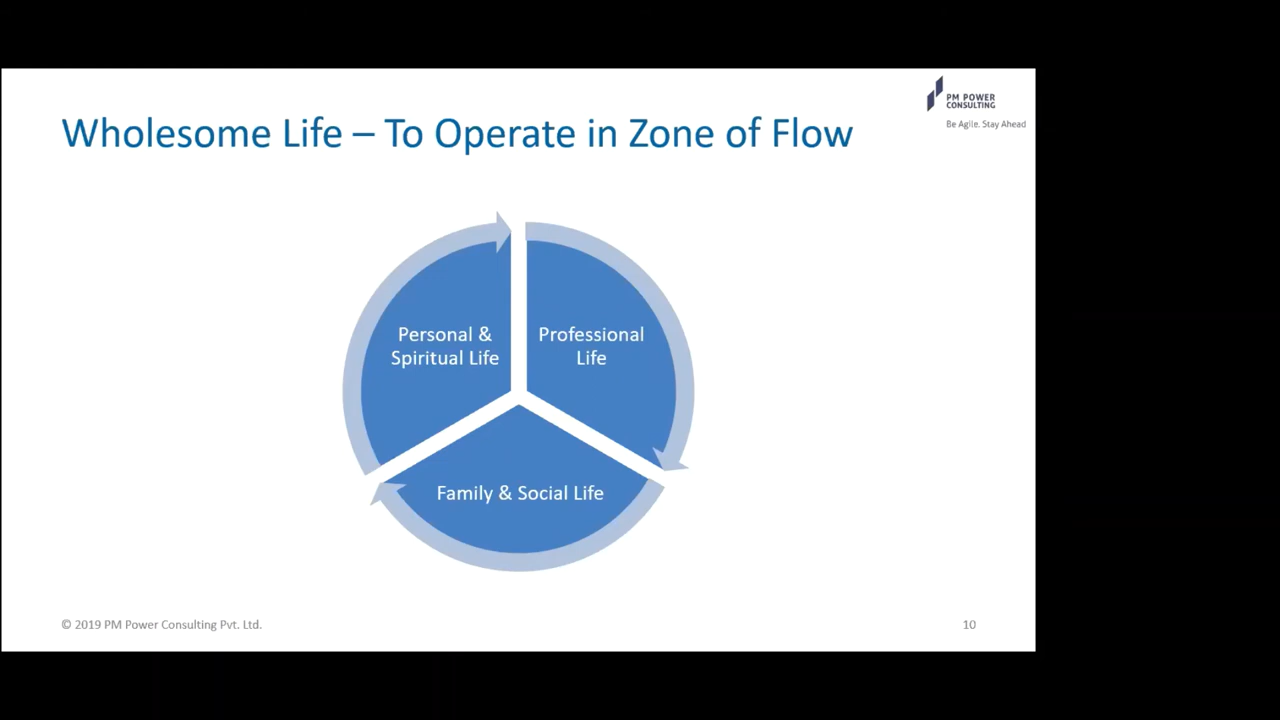 PM POWER
CONSULTING
Be Agile. Stay Ahead
Wholesome Life – To Operate in Zone of Flow
Personal &
Spiritual Life
Professional
Life
Family & Social Life
© 2019 PM Power Consulting Pvt. Ltd.
10